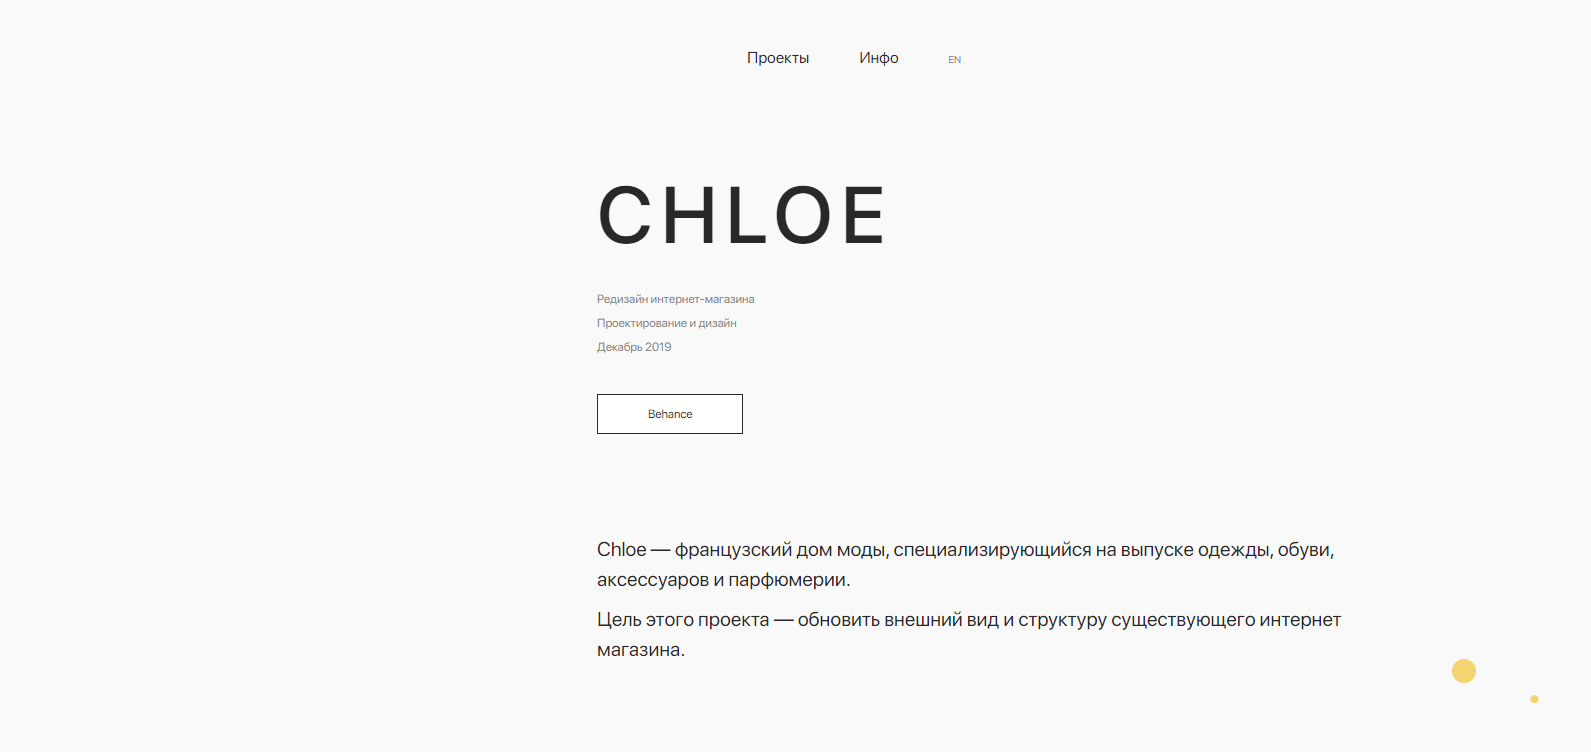 Проекты Инфо EN
CHLOE
Редизайн интернет-магазина
Проектирование и дизайн
Декабрь 2019
Behance
Chloe — французский дом моды, специализирующийся на выпуске одежды, обуви,
аксессуаров и парфюмерии.
Цель этого проекта — обновить внешний вид и структуру существующего интернет
магазина.